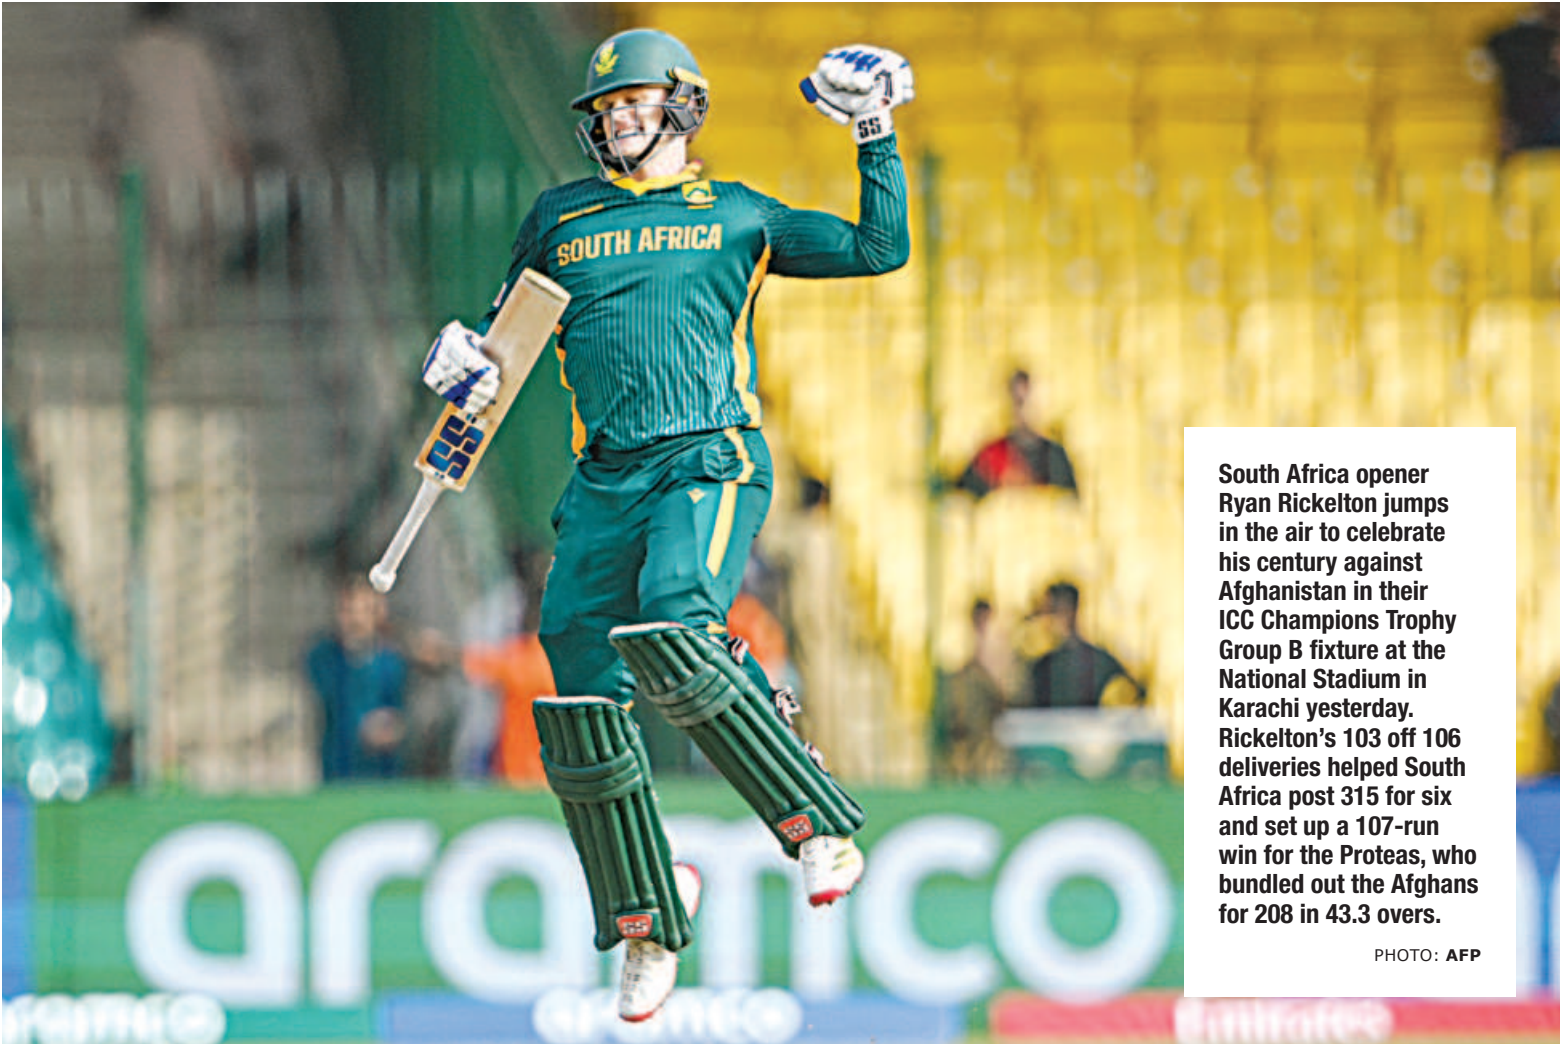 SS
SOUTH AFRICA
SS
South Africa opener
Ryan Rickelton jumps
in the air to celebrate
his century against
Afghanistan in their
ICC Champions Trophy
Group B fixture at the
National Stadium in
Karachi yesterday.
Rickelton’s 103 off 106
deliveries helped South
Africa post 315 for six
and set up a 107-run
win for the Proteas, who
bundled out the Afghans
for 208 in 43.3 overs.
PHOTO: AFP
aramco
aramco
aramco
Emirates